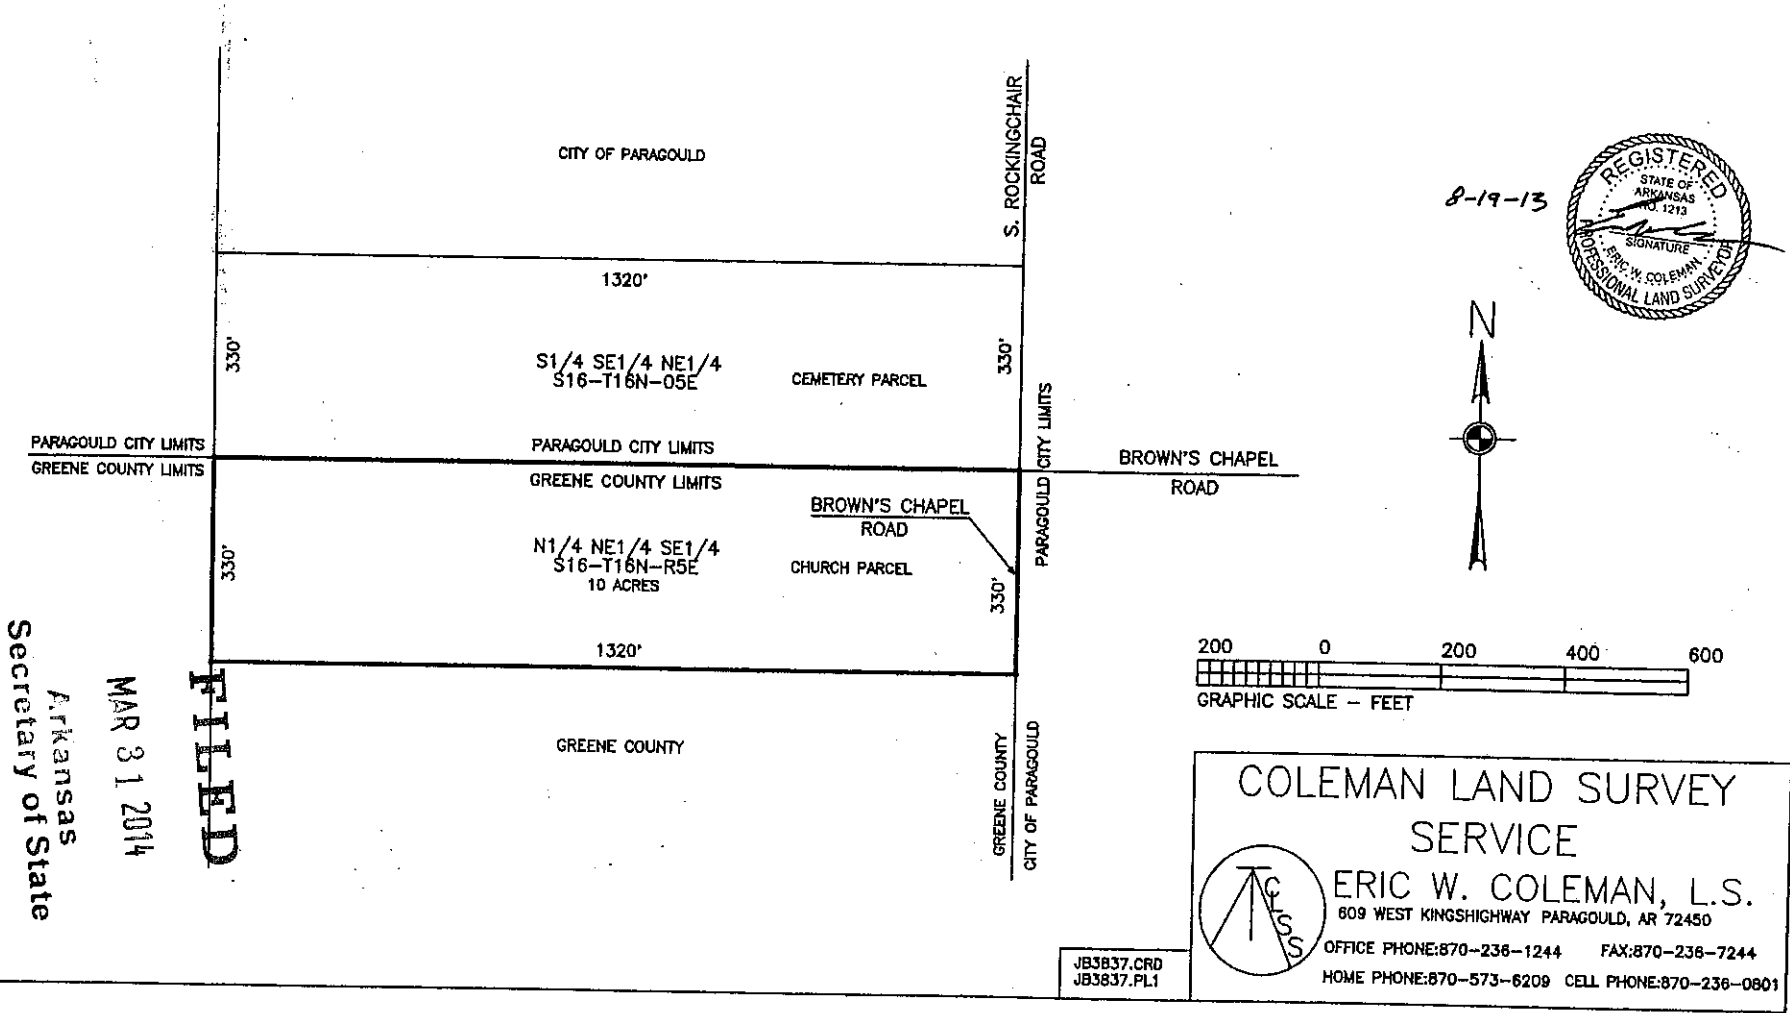 CITY OF PARAGOULD
S. ROCKINGCHAIR
ROAD
8-19-13
REGISTERED
STATE OF
ARKANSAS
NO. 1213
SIGNATURE
ERIC W. COLEMAN
PROFESSIONAL LAND SURVEYOR
1320'
330'
S1/4 SE1/4 NE1/4
S16-T16N-05E
CEMETERY PARCEL
330'
N
PARAGOULD CITY LIMITS
GREENE COUNTY LIMITS
PARAGOULD CITY LIMITS
GREENE COUNTY LIMITS
PARAGOULD CITY LIMITS
BROWN'S CHAPEL
ROAD
BROWN'S CHAPEL
ROAD
330'
N1/4 NE1/4 SE1/4
S16-T16N-R5E
10 ACRES
CHURCH PARCEL
330'
1320'
200 0 200 400 600
GRAPHIC SCALE - FEET
FILED
MAR 31 2014
Arkansas
Secretary of State
GREENE COUNTY
GREENE COUNTY
CITY OF PARAGOULD
COLEMAN LAND SURVEY
SERVICE
CLSS
ERIC W. COLEMAN, L.S.
609 WEST KINGSHIGHWAY PARAGOULD, AR 72450
OFFICE PHONE:870-236-1244 FAX:870-236-7244
HOME PHONE:870-573-6209 CELL PHONE:870-236-0801
JB3837.CRD
JB3837.PL1